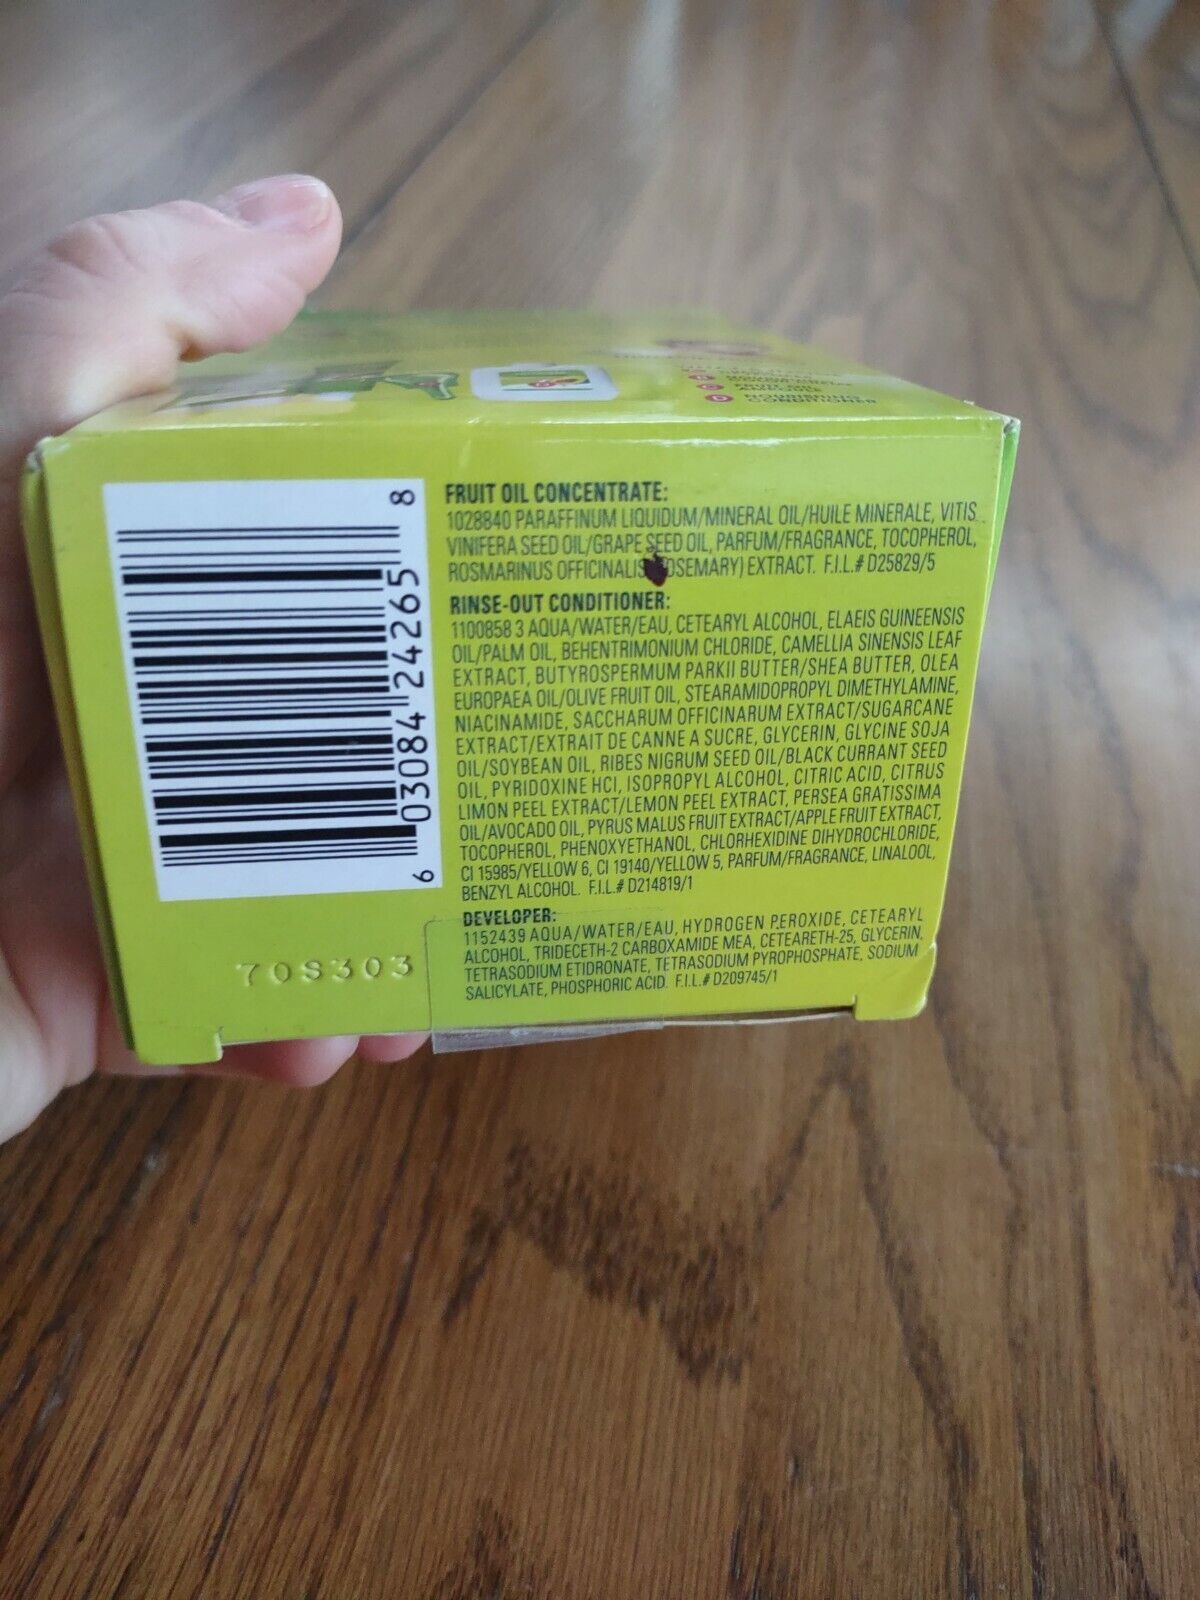 FRUIT OIL CONCENTRATE:
1028840 PARAFFINUM LIQUIDUM/MINERAL OIL/HUILE MINERALE, VITIS
VINIFERA SEED OIL/GRAPE SEED OIL, PARFUM/FRAGRANCE, TOCOPHEROL,
ROSMARINUS OFFICINALIS OSEMARY) EXTRACT. F.I.L.# D25829/5
RINSE-OUT CONDITIONER:
1100858 3 AQUA/WATER/EAU, CETEARYL ALCOHOL, ELAEIS GUINEENSIS
OIL/PALM OIL, BEHENTRIMONIUM CHLORIDE, CAMELLIA SINENSIS LEAF
EXTRACT, BUTYROSPERMUM PARKII BUTTER/SHEA BUTTER, OLEA
EUROPAEA OIL/OLIVE FRUIT OIL, STEARAMIDOPROPYL DIMETHYLAMINE,
NIACINAMIDE, SACCHARUM OFFICINARUM EXTRACT/SUGARCANE
EXTRACT/EXTRAIT DE CANNE A SUCRE, GLYCERIN, GLYCINE SOJA
OIL/SOYBEAN OIL, RIBES NIGRUM SEED OIL/BLACK CURRANT SEED
OIL, PYRIDOXINE HCI, ISOPROPYL ALCOHOL, CITRIC ACID, CITRUS
LIMON PEEL EXTRACT/LEMON PEEL EXTRACT, PERSEA GRATISSIMA
OIL/AVOCADO OIL, PYRUS MALUS FRUIT EXTRACT/APPLE FRUIT EXTRACT,
TOCOPHEROL, PHENOXYETHANOL, CHLORHEXIDINE DIHYDROCHLORIDE,
CI 15985/YELLOW 6, CI 19140/YELLOW 5, PARFUM/FRAGRANCE, LINALOOL,
BENZYL ALCOHOL. F.I.L.# D214819/1
DEVELOPER:
1152439 AQUA/WATER/EAU, HYDROGEN PEROXIDE, CETEARYL
ALCOHOL, TRIDECETH-2 CARBOXAMIDE MEA, CETEARETH-25, GLYCERIN,
TETRASODIUM ETIDRONATE, TETRASODIUM PYROPHOSPHATE, SODIUM
SALICYLATE, PHOSPHORIC ACID. F.I.L.# D209745/1
6 03084 24265 8
70S303
NOURISHING
CONDITIONER